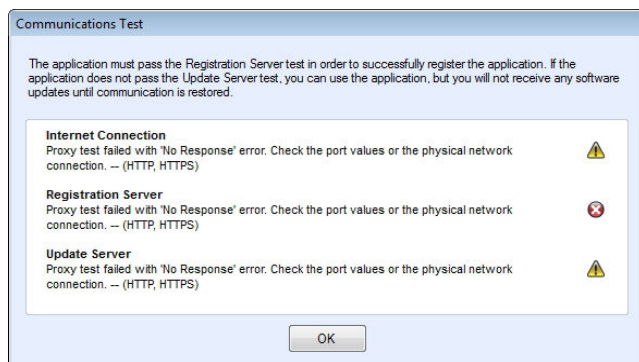 Communications Test
The application must pass the Registration Server test in order to successfully register the application. If the
application does not pass the Update Server test, you can use the application, but you will not receive any software
updates until communication is restored.
Internet Connection
Proxy test failed with 'No Response' error. Check the port values or the physical network
connection. -- (HTTP, HTTPS)
Registration Server
Proxy test failed with 'No Response' error. Check the port values or the physical network
connection. -- (HTTP, HTTPS)
Update Server
Proxy test failed with 'No Response' error. Check the port values or the physical network
connection. -- (HTTP, HTTPS)
OK